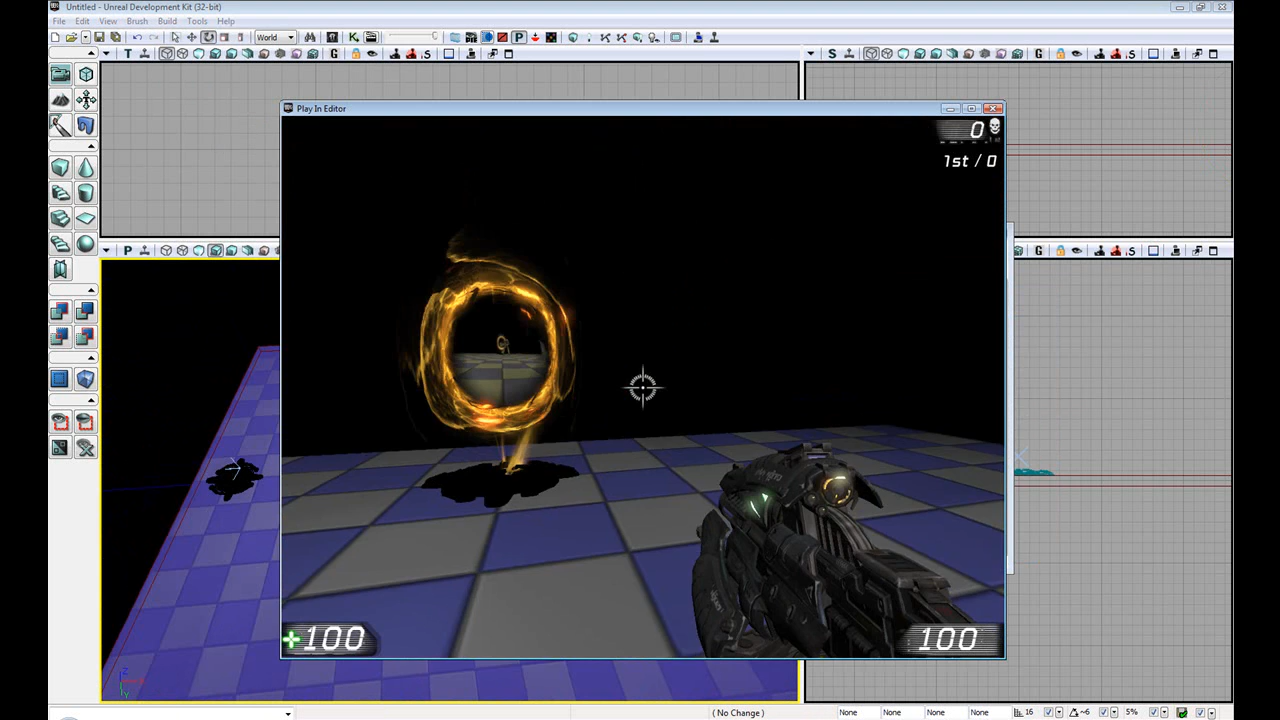 Untitled - Unreal Development Kit (32-bit)
File Edit View Brush Build Tools Help
World
K P
T G S
S G S
Play In Editor
0
1st / 0
P G
100
100
Z
Y
( No Change )
None None None None 16 ~6 5%